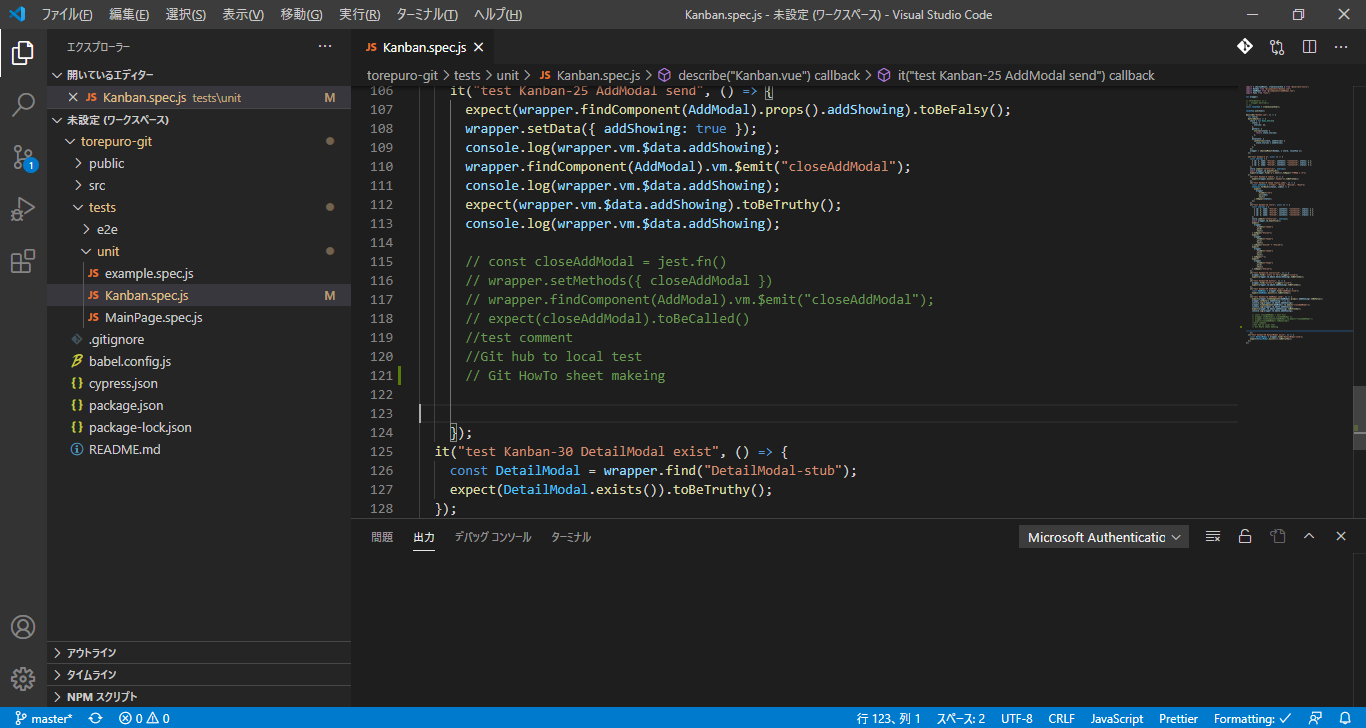 ファイル(F) 編集(E) 選択(S) 表示(V) 移動(G) 実行(R) ターミナル(T) ヘルプ(H) Kanban.spec.js - 未設定 (ワークスペース) - Visual Studio Code
エクスプローラー
開いているエディター
JS Kanban.spec.js tests\unit M
未設定 (ワークスペース)
torepuro-git
public
src
tests
e2e
unit
JS example.spec.js
JS Kanban.spec.js M
JS MainPage.spec.js
.gitignore
babel.config.js
{} cypress.json
{} package.json
{} package-lock.json
README.md
アウトライン
タイムライン
NPM スクリプト
1
JS Kanban.spec.js
torepuro-git > tests > unit > JS Kanban.spec.js > describe("Kanban.vue") callback > it("test Kanban-25 AddModal send") callback
106 it("test Kanban-25 AddModal send", () => {
107 expect(wrapper.findComponent(AddModal).props().addShowing).toBeFalsy();
108 wrapper.setData({ addShowing: true });
109 console.log(wrapper.vm.$data.addShowing);
110 wrapper.findComponent(AddModal).vm.$emit("closeAddModal");
111 console.log(wrapper.vm.$data.addShowing);
112 expect(wrapper.vm.$data.addShowing).toBeTruthy();
113 console.log(wrapper.vm.$data.addShowing);
114
115 // const closeAddModal = jest.fn()
116 // wrapper.setMethods({ closeAddModal })
117 // wrapper.findComponent(AddModal).vm.$emit("closeAddModal");
118 // expect(closeAddModal).toBeCalled()
119 //test comment
120 //Git hub to local test
121 // Git HowTo sheet makeing
122
123
124 });
125 it("test Kanban-30 DetailModal exist", () => {
126 const DetailModal = wrapper.find("DetailModal-stub");
127 expect(DetailModal.exists()).toBeTruthy();
128 });
問題 出力 デバッグ コンソール ターミナル Microsoft Authenticatio
master* 0 0 行 123、列 1 スペース: 2 UTF-8 CRLF JavaScript Prettier Formatting: ✓